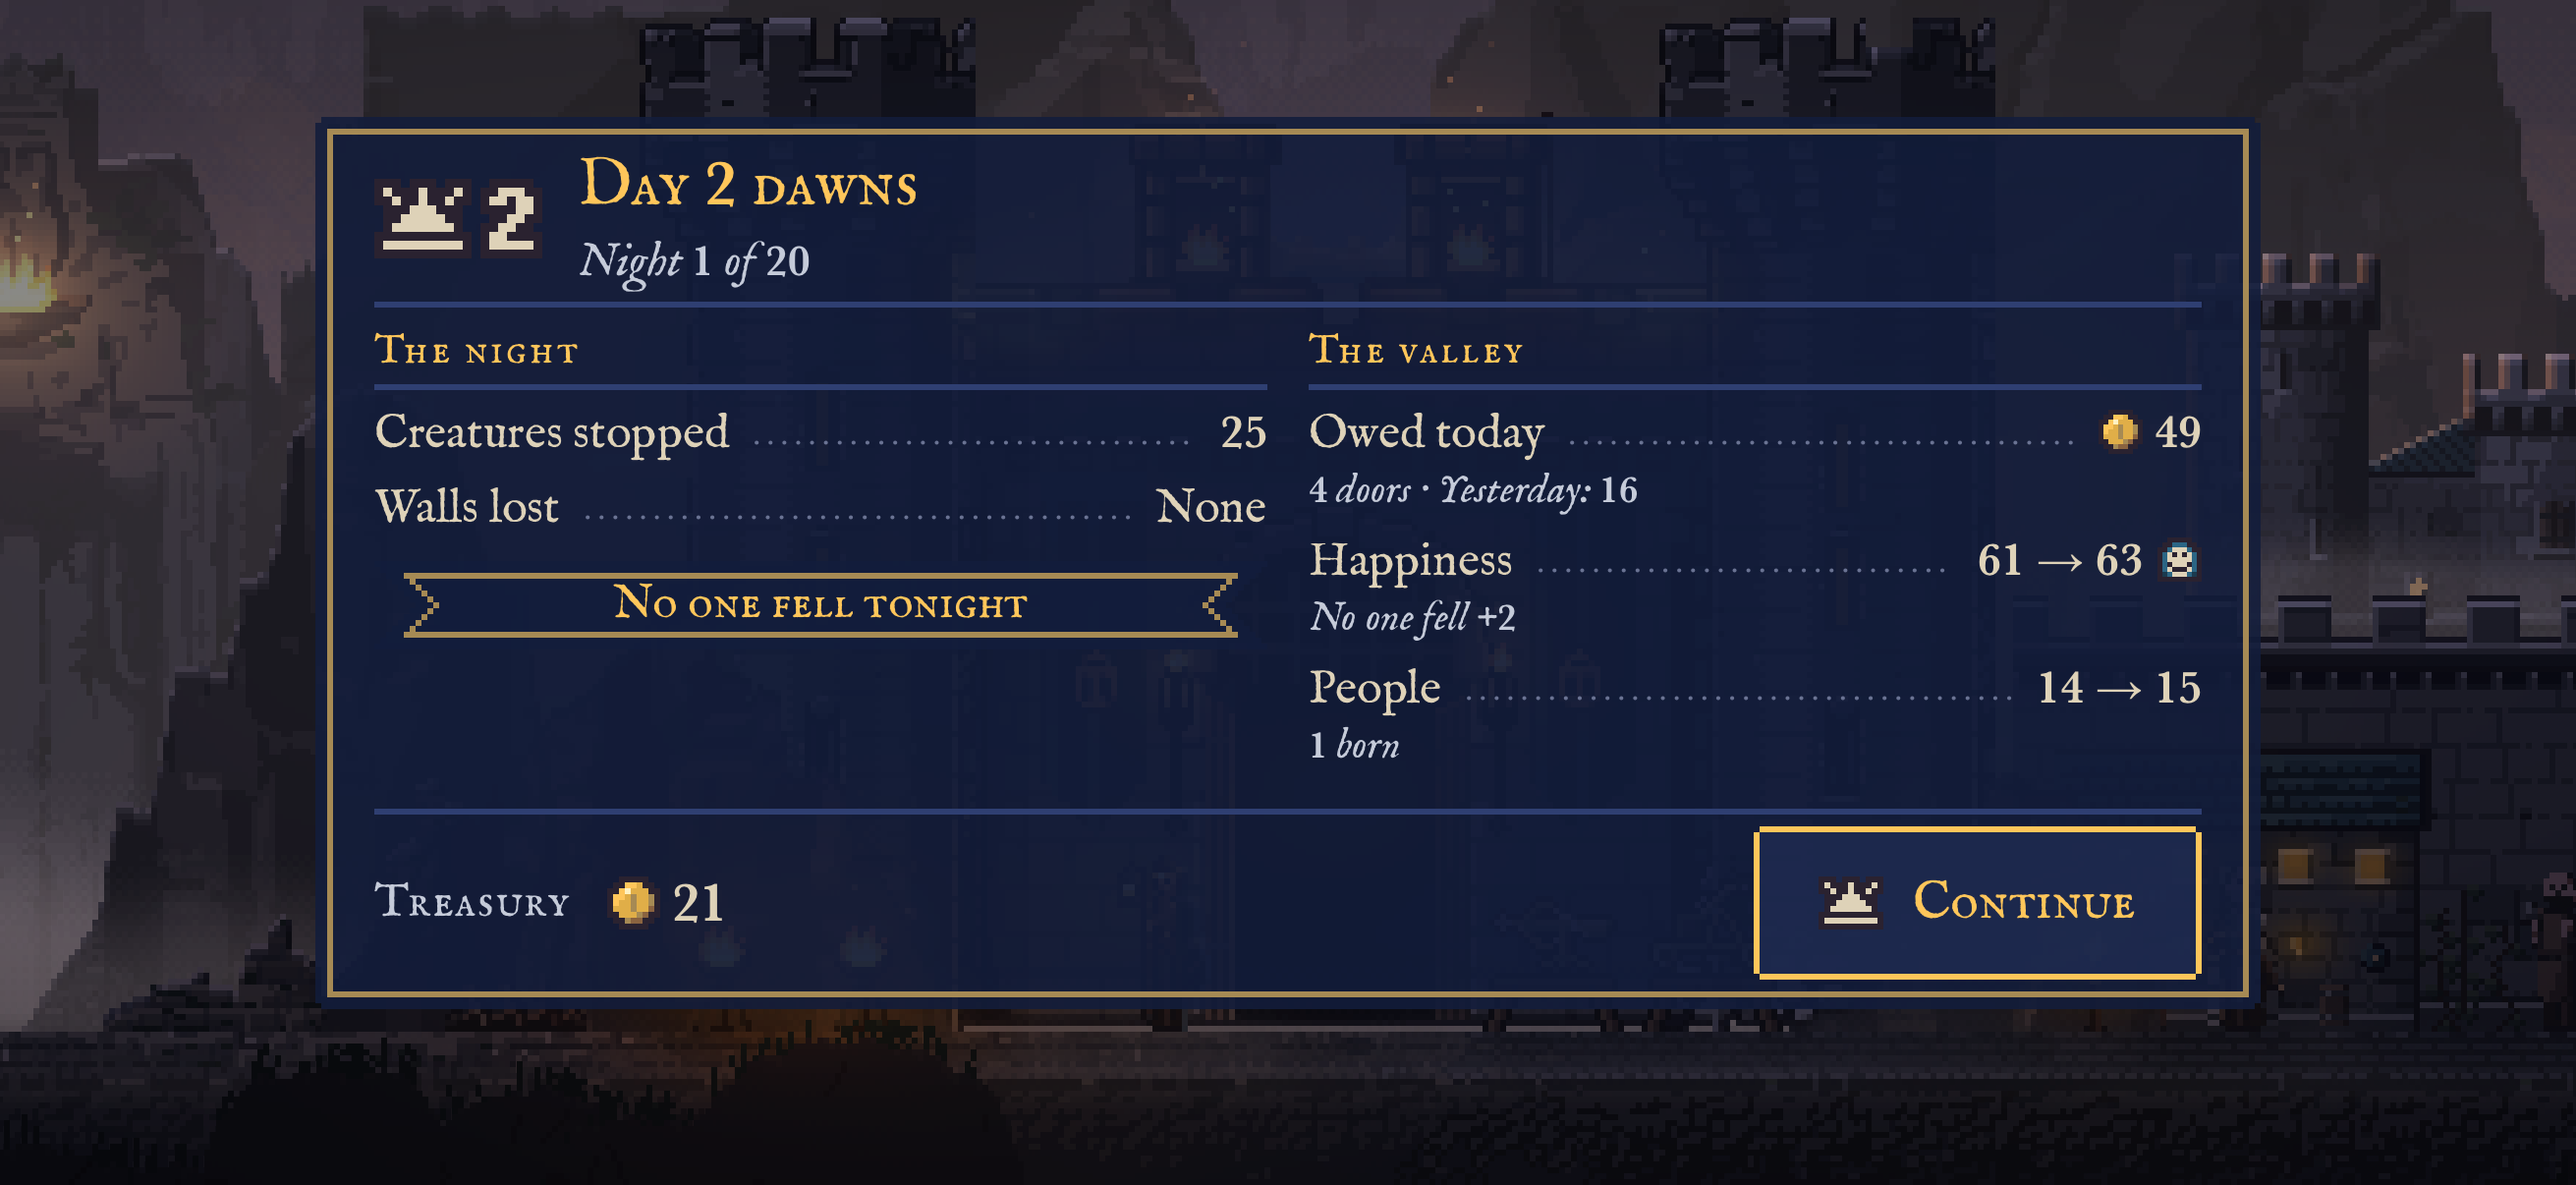 2
Day 2 dawns
Night 1 of 20
The night
Creatures stopped 25
Walls lost None
No one fell tonight
The valley
Owed today 49
4 doors · Yesterday: 16
Happiness 61 → 63
No one fell +2
People 14 → 15
1 born
Treasury 21
Continue